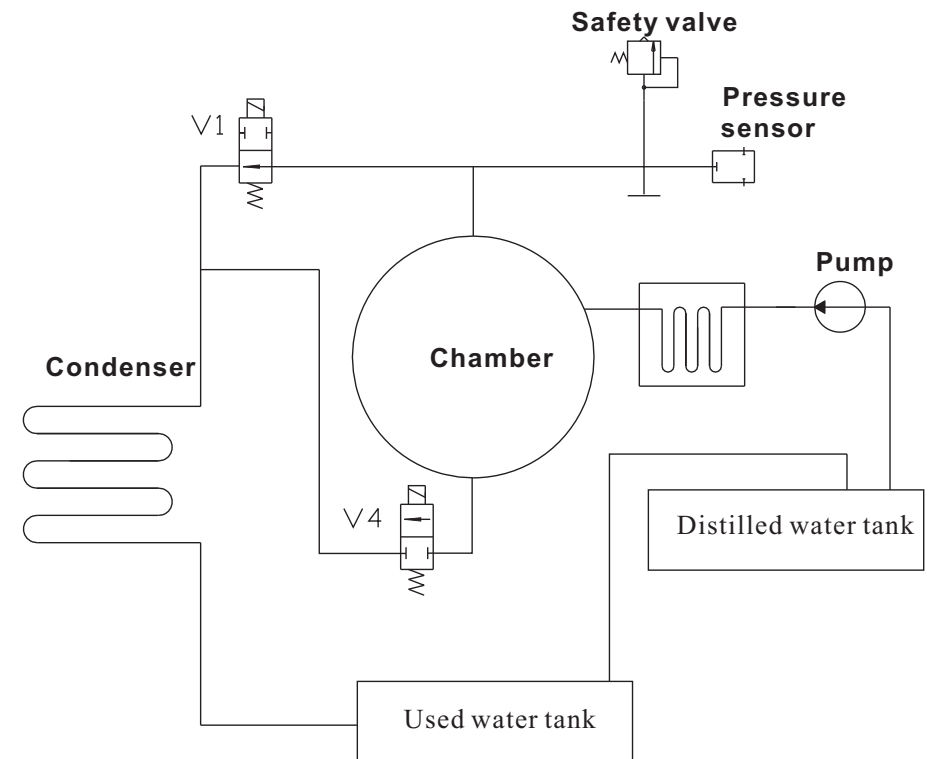 Safety valve
Pressure
sensor
V1
Pump
Condenser
Chamber
V4
Distilled water tank
Used water tank